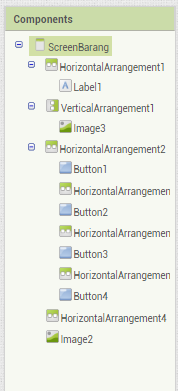 Components
ScreenBarang
HorizontalArrangement1
Label1
VerticalArrangement1
Image3
HorizontalArrangement2
Button1
HorizontalArrangemen
Button2
HorizontalArrangemen
Button3
HorizontalArrangemen
Button4
HorizontalArrangement4
Image2